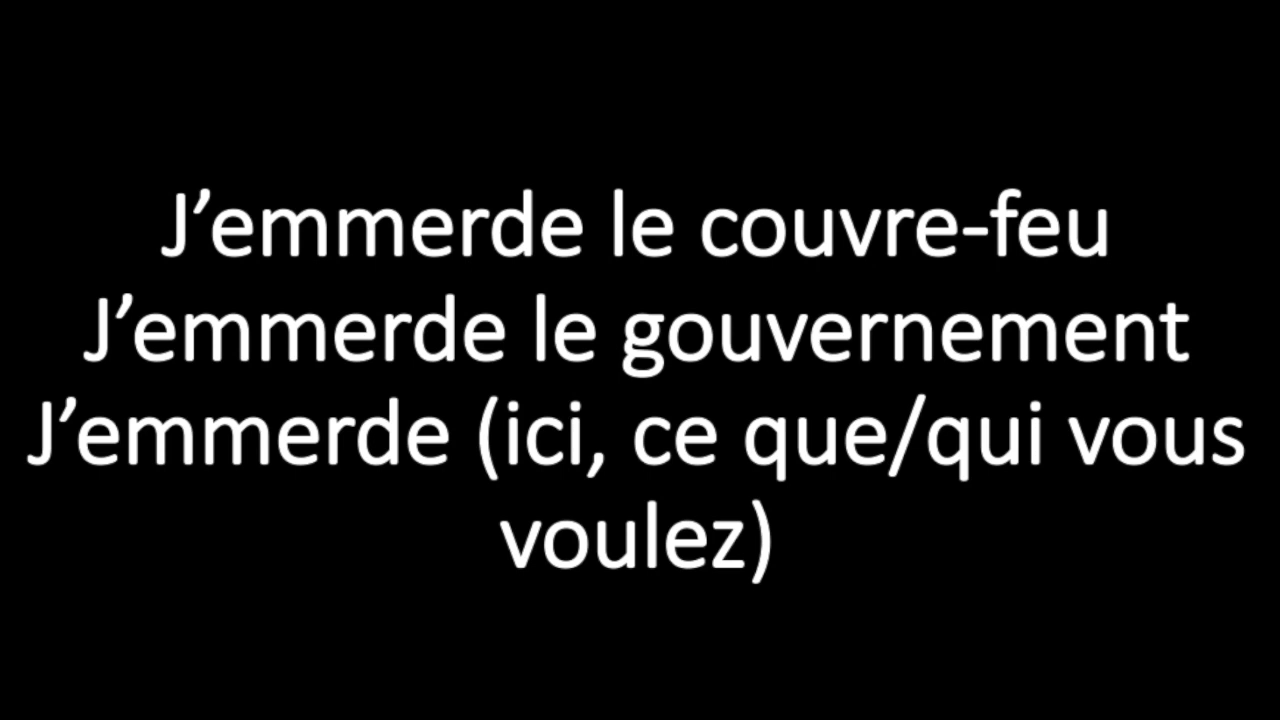 J’emmerde le couvre-feu
J’emmerde le gouvernement
J’emmerde (ici, ce que/qui vous
voulez)